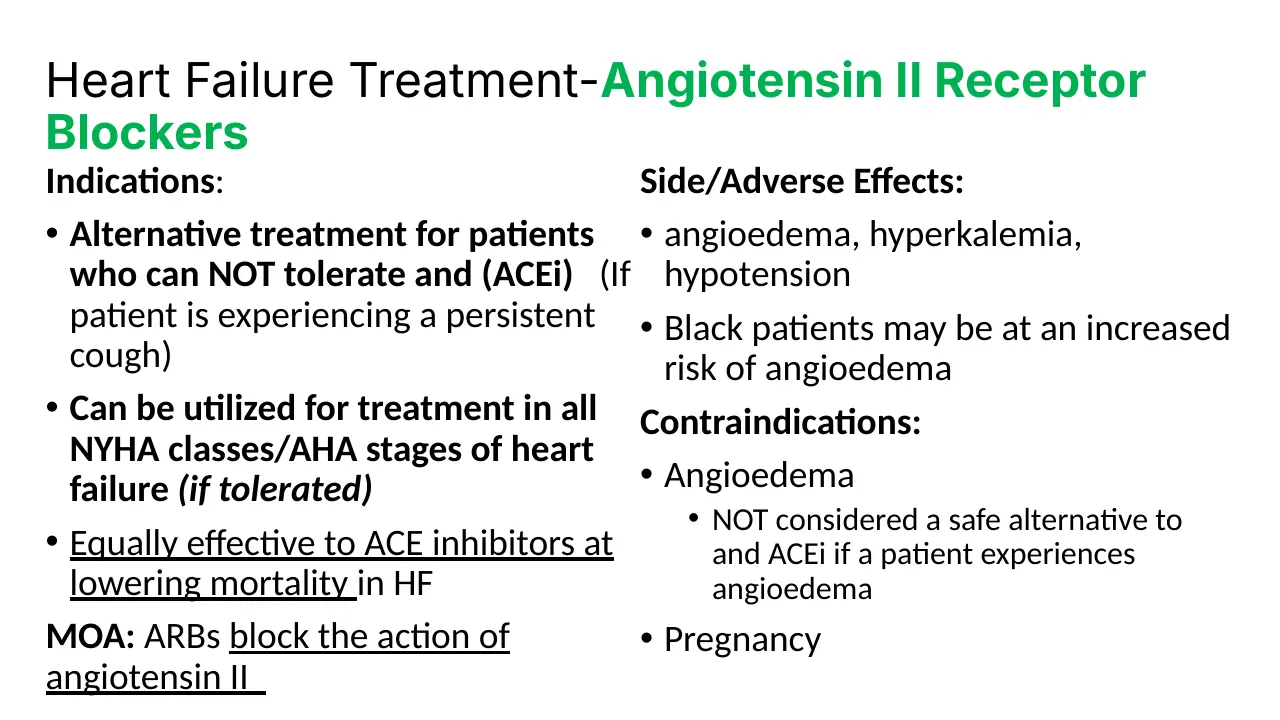 Heart Failure Treatment-Angiotensin II Receptor
Blockers
Indications:
• Alternative treatment for patients
who can NOT tolerate and (ACEi) (If
patient is experiencing a persistent
cough)
• Can be utilized for treatment in all
NYHA classes/AHA stages of heart
failure (if tolerated)
• Equally effective to ACE inhibitors at
lowering mortality in HF
MOA: ARBs block the action of
angiotensin II
Side/Adverse Effects:
• angioedema, hyperkalemia,
hypotension
• Black patients may be at an increased
risk of angioedema
Contraindications:
• Angioedema
• NOT considered a safe alternative to
and ACEi if a patient experiences
angioedema
• Pregnancy